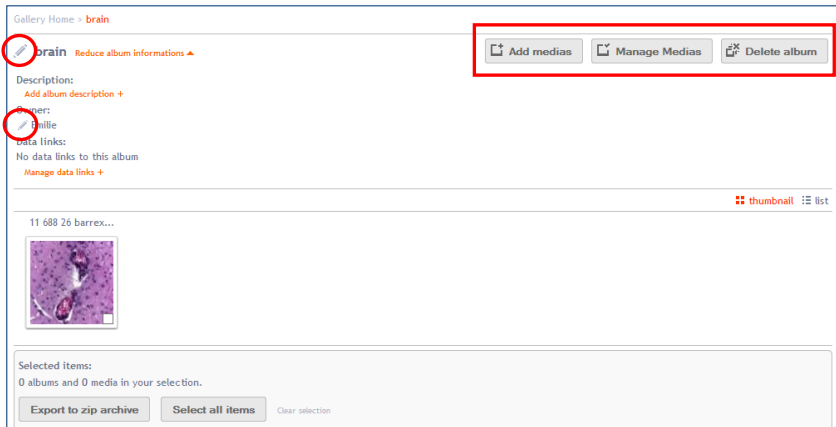 Gallery Home > brain
brain Reduce album informations
Add medias Manage Medias Delete album
Description:
Add album description +
Owner:
Emilie
Data links:
No data links to this album
Manage data links +
thumbnail list
11 688 26 barrex...
Selected items:
0 albums and 0 media in your selection.
Export to zip archive Select all items Clear selection